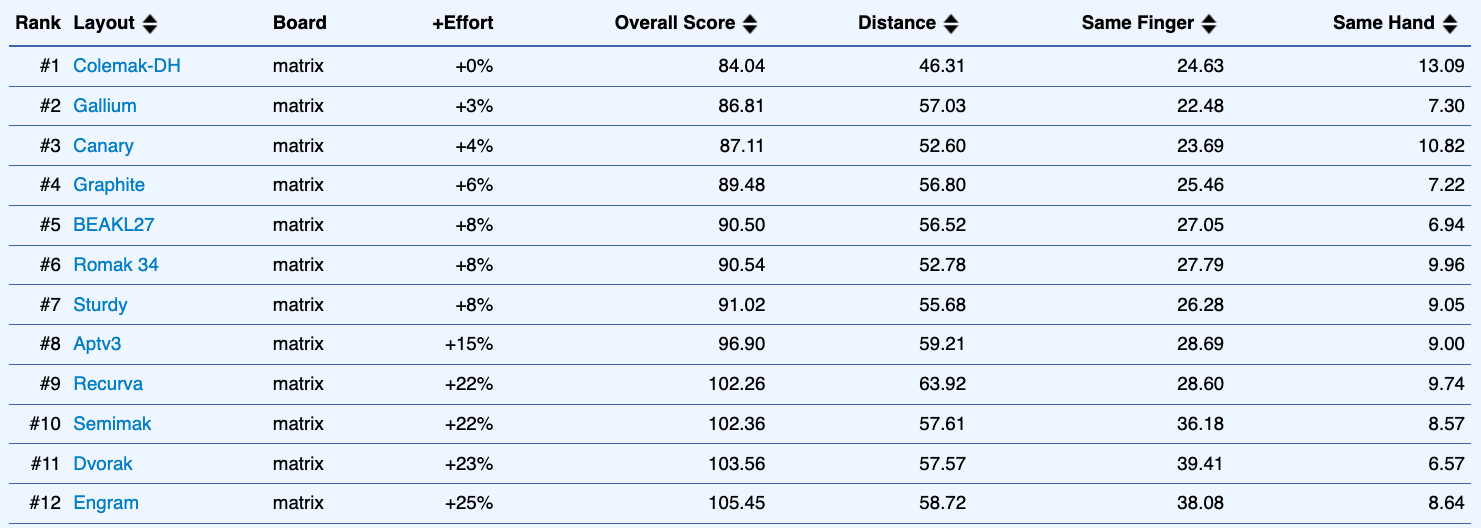 Rank Layout Board +Effort Overall Score Distance Same Finger Same Hand
#1 Colemak-DH matrix +0% 84.04 46.31 24.63 13.09
#2 Gallium matrix +3% 86.81 57.03 22.48 7.30
#3 Canary matrix +4% 87.11 52.60 23.69 10.82
#4 Graphite matrix +6% 89.48 56.80 25.46 7.22
#5 BEAKL27 matrix +8% 90.50 56.52 27.05 6.94
#6 Romak 34 matrix +8% 90.54 52.78 27.79 9.96
#7 Sturdy matrix +8% 91.02 55.68 26.28 9.05
#8 Aptv3 matrix +15% 96.90 59.21 28.69 9.00
#9 Recurva matrix +22% 102.26 63.92 28.60 9.74
#10 Semimak matrix +22% 102.36 57.61 36.18 8.57
#11 Dvorak matrix +23% 103.56 57.57 39.41 6.57
#12 Engram matrix +25% 105.45 58.72 38.08 8.64